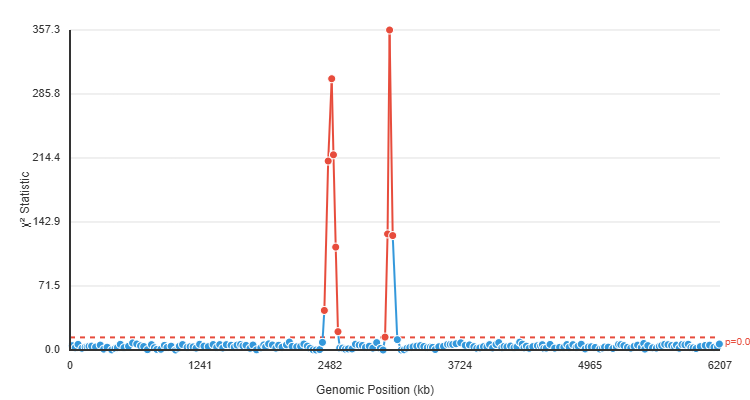 357.3
285.8
214.4
142.9
71.5
0.0
χ² Statistic
0 1241 2482 3724 4965 6207
Genomic Position (kb)
p=0.0